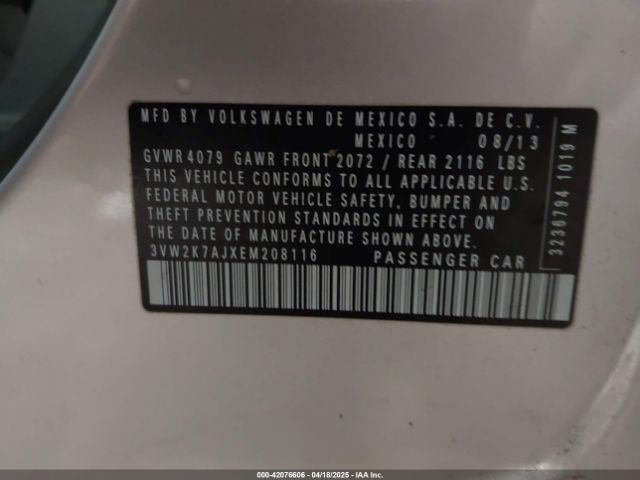 MFD BY VOLKSWAGEN DE MEXICO S.A. DE C.V.
MEXICO 08/13
GVWR 4079 GAWR FRONT 2072 / REAR 2116 LBS
THIS VEHICLE CONFORMS TO ALL APPLICABLE U.S.
FEDERAL MOTOR VEHICLE SAFETY, BUMPER AND
THEFT PREVENTION STANDARDS IN EFFECT ON
THE DATE OF MANUFACTURE SHOWN ABOVE.
3VW2K7AJXEM208116 PASSENGER CAR
3236794 1019 M
000-42076606 - 04/18/2025 - IAA Inc.